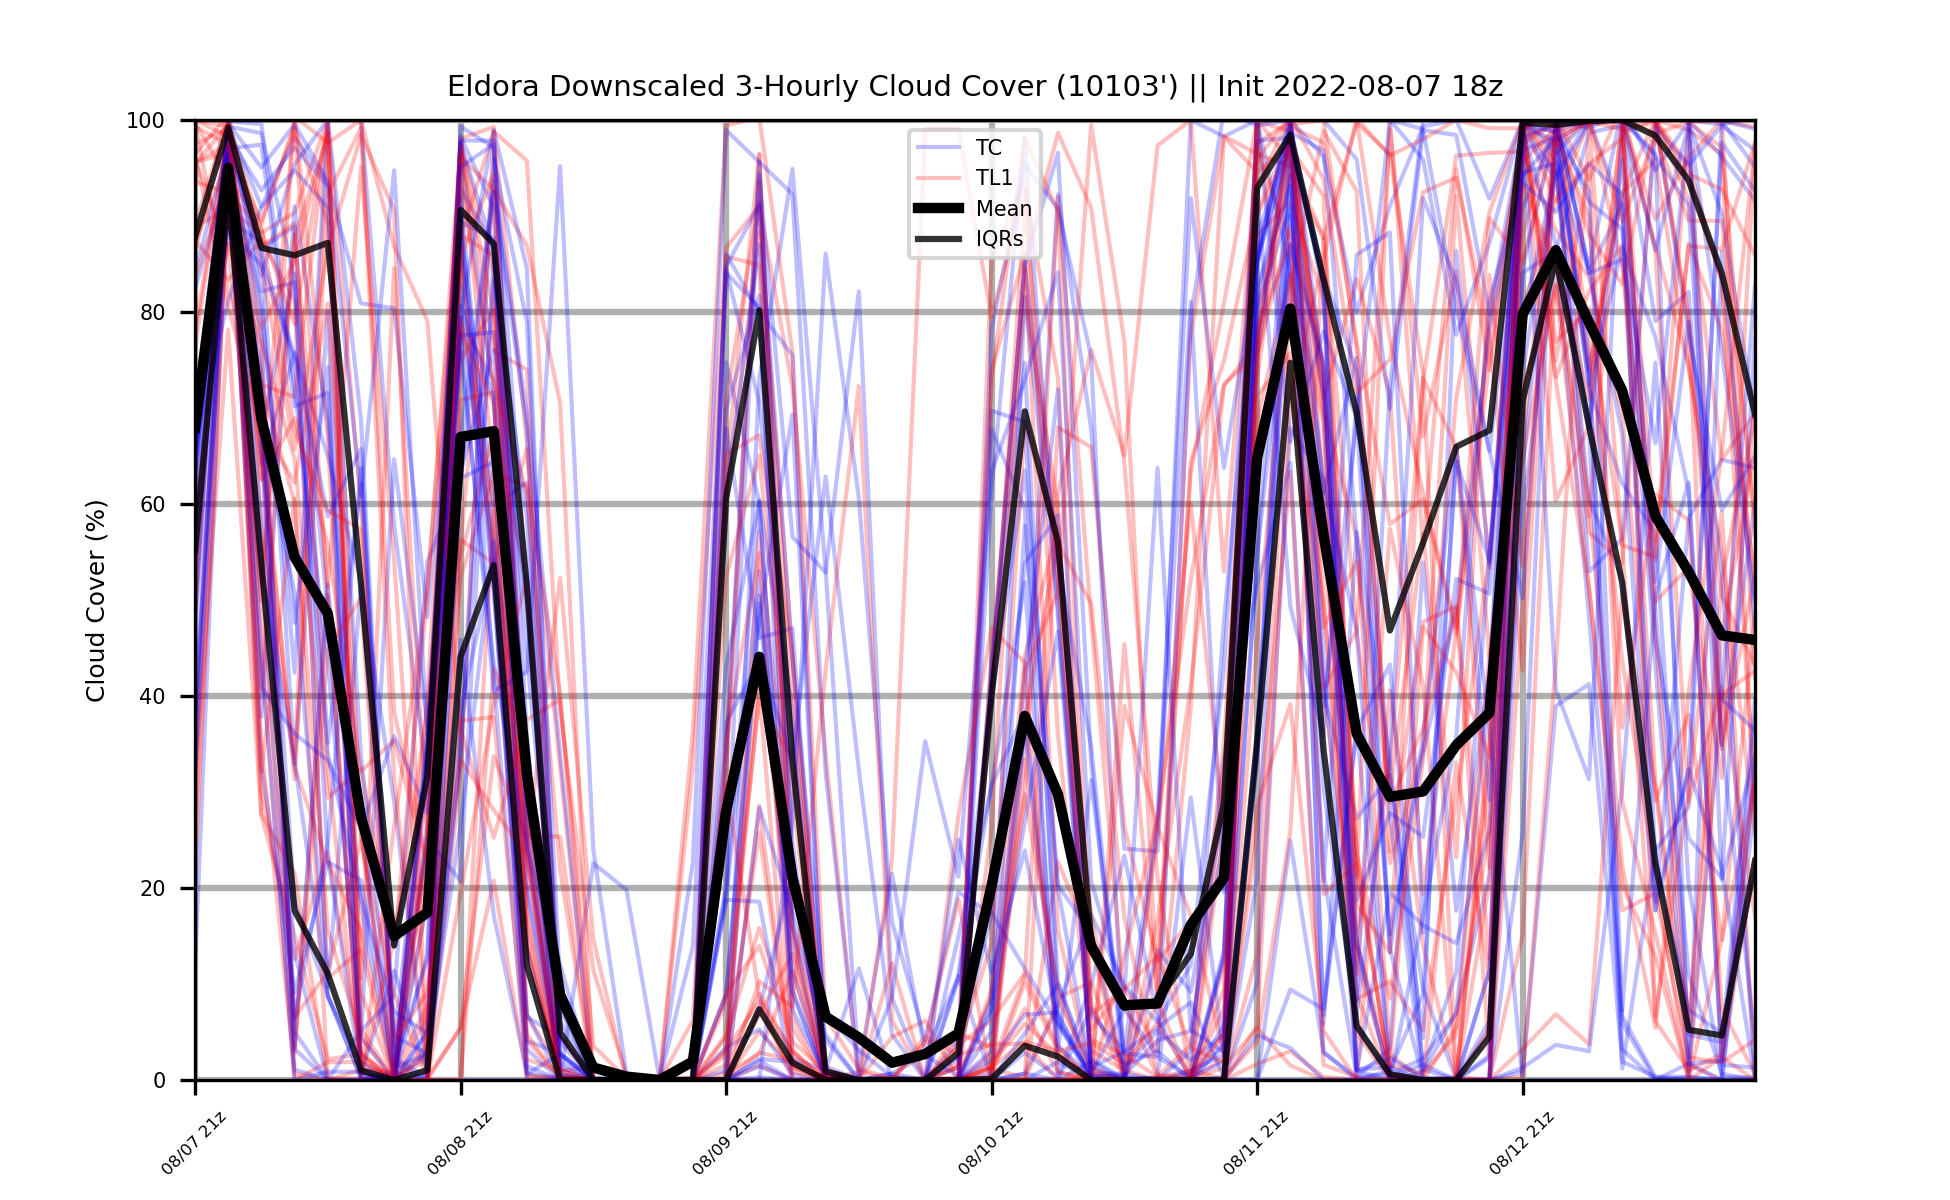 Eldora Downscaled 3-Hourly Cloud Cover (10103') || Init 2022-08-07 18z
Cloud Cover (%)
100
80
60
40
20
0
TC
TL1
Mean
IQRs
08/07 21z
08/08 21z
08/09 21z
08/10 21z
08/11 21z
08/12 21z